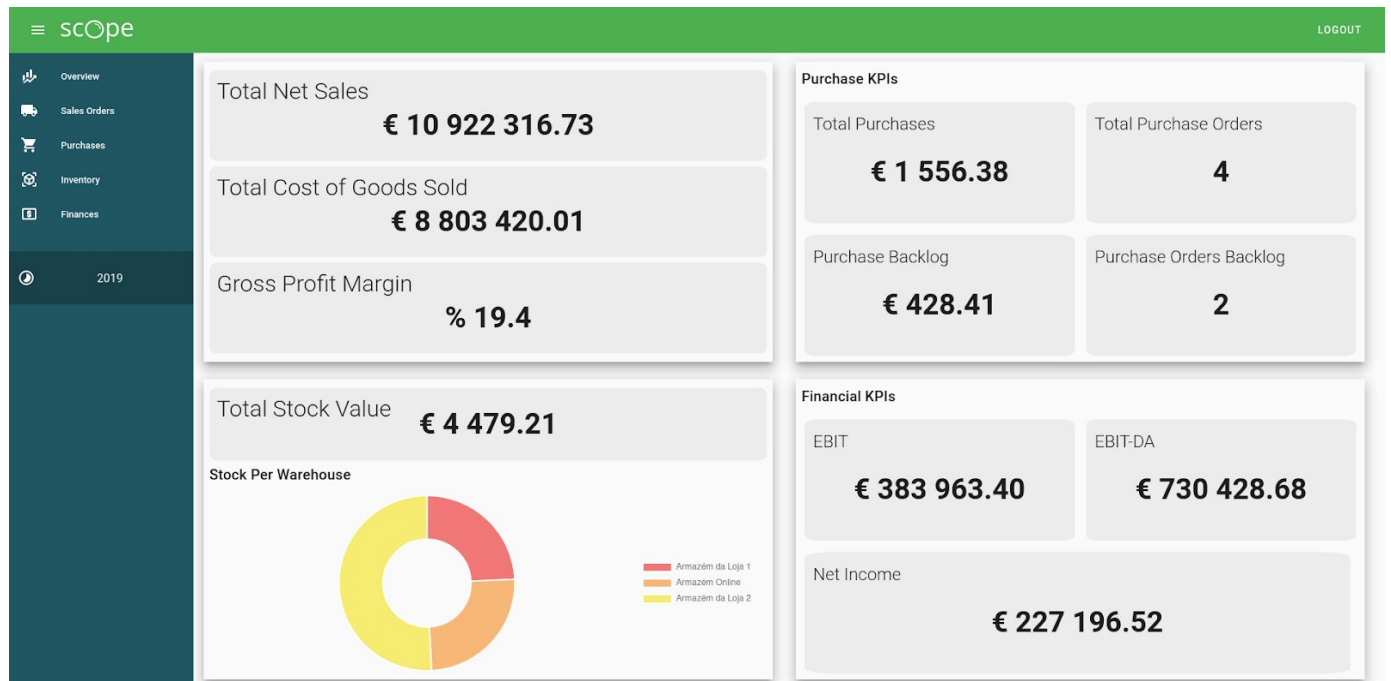 scope
LOGOUT
Overview
Sales Orders
Purchases
Inventory
Finances
2019
Total Net Sales
€ 10 922 316.73
Total Cost of Goods Sold
€ 8 803 420.01
Gross Profit Margin
% 19.4
Purchase KPIs
Total Purchases
€ 1 556.38
Total Purchase Orders
4
Purchase Backlog
€ 428.41
Purchase Orders Backlog
2
Total Stock Value
€ 4 479.21
Stock Per Warehouse
Armazém da Loja 1
Armazém Online
Armazém da Loja 2
Financial KPIs
EBIT
€ 383 963.40
EBIT-DA
€ 730 428.68
Net Income
€ 227 196.52